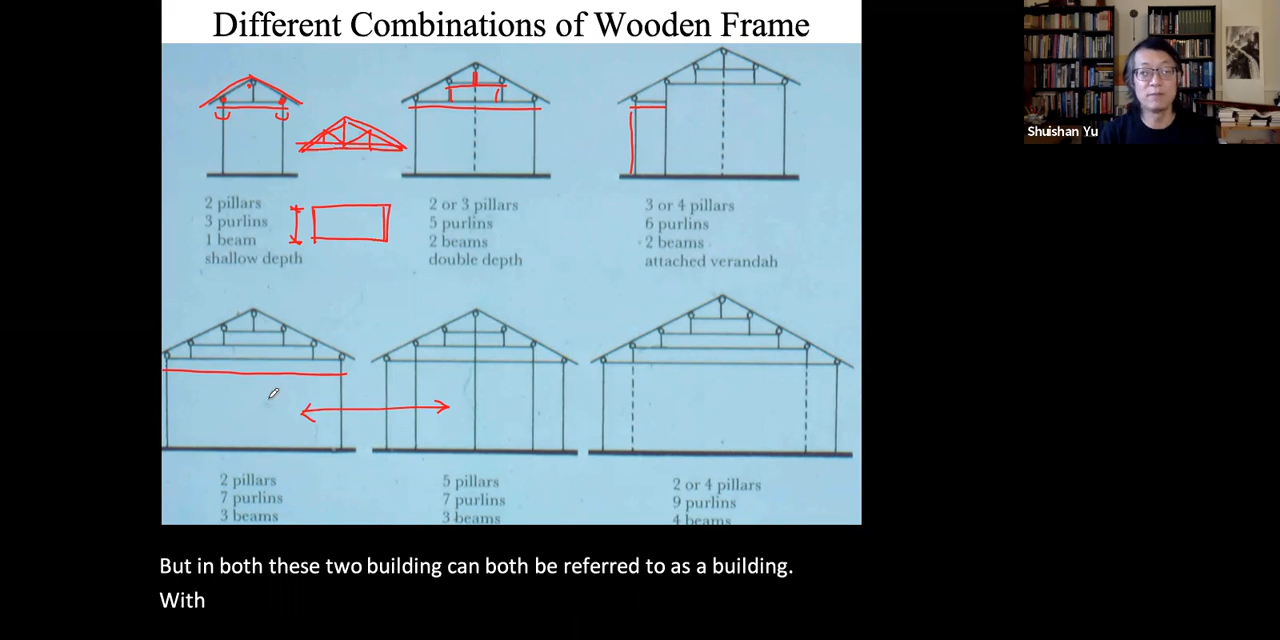 Different Combinations of Wooden Frame
Shuishan Yu
2 pillars
3 purlins
1 beam
shallow depth
2 or 3 pillars
5 purlins
2 beams
double depth
3 or 4 pillars
6 purlins
2 beams
attached verandah
2 pillars
7 purlins
3 beams
5 pillars
7 purlins
3 beams
2 or 4 pillars
9 purlins
4 beams
But in both these two building can both be referred to as a building.
With